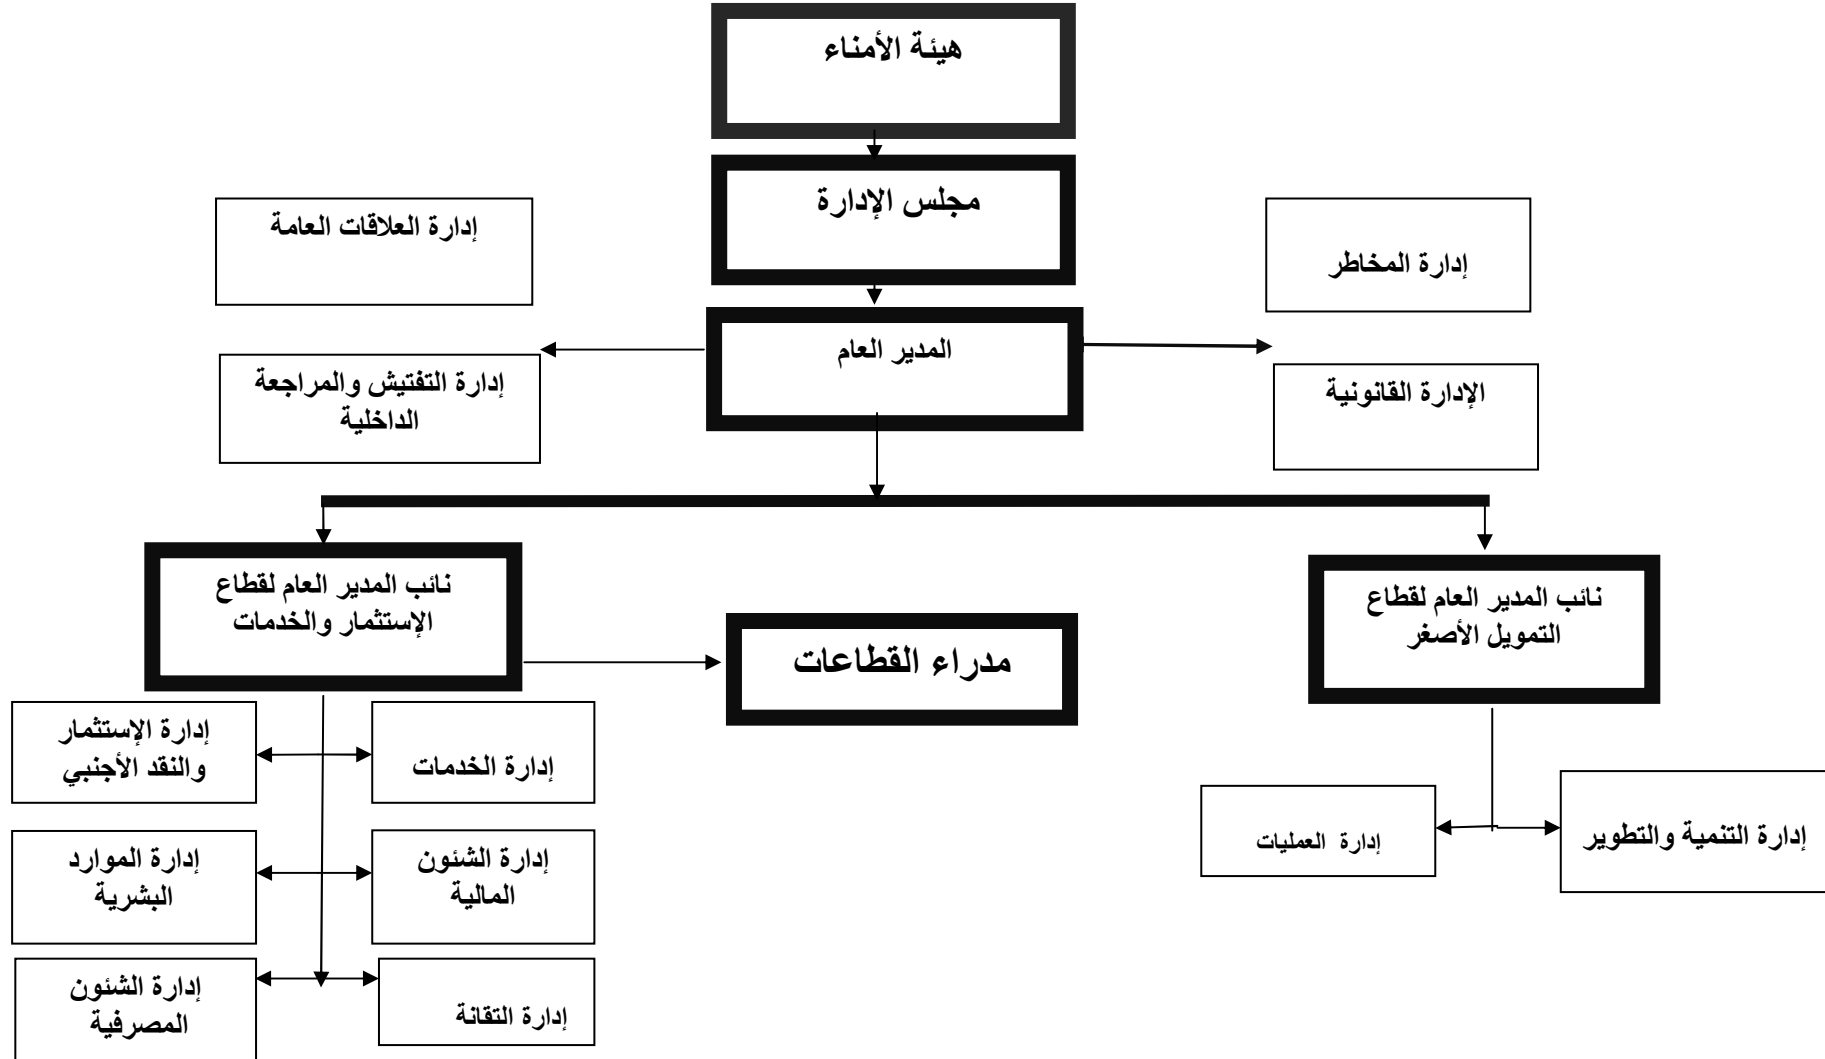 هيئة الأمناء
مجلس الإدارة
إدارة المخاطر
إدارة العلاقات العامة
المدير العام
الإدارة القانونية
إدارة التفتيش والمراجعة
الداخلية
نائب المدير العام لقطاع
التمويل الأصغر
نائب المدير العام لقطاع
الإستثمار والخدمات
مدراء القطاعات
إدارة التنمية والتطوير
إدارة العمليات
إدارة الخدمات
إدارة الإستثمار
والنقد الأجنبي
إدارة الشئون
المالية
إدارة الموارد
البشرية
إدارة التقانة
إدارة الشئون
المصرفية